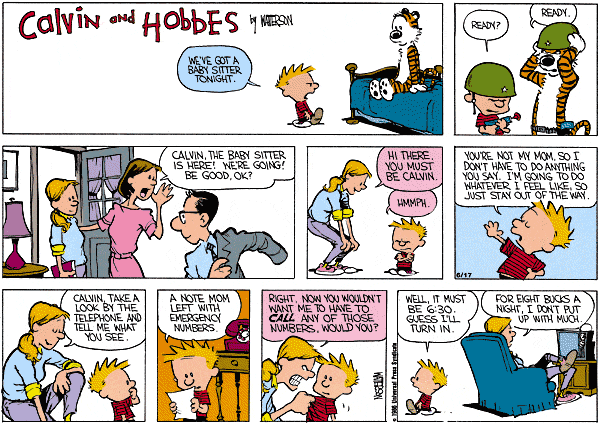 Calvin and HOBBES by WATERSON
WE'VE GOT A
BABY SITTER
TONIGHT.
READY?
READY.
CALVIN, THE BABY SITTER
IS HERE! WE'RE GOING!
BE GOOD, OK?
HI THERE.
YOU MUST
BE CALVIN.
HMMPH.
YOU'RE NOT MY MOM, SO I
DON'T HAVE TO DO ANYTHING
YOU SAY. I'M GOING TO DO
WHATEVER I FEEL LIKE, SO
JUST STAY OUT OF THE WAY.
6/17
CALVIN, TAKE A
LOOK BY THE
TELEPHONE AND
TELL ME WHAT
YOU SEE.
A NOTE MOM
LEFT WITH
EMERGENCY
NUMBERS.
RIGHT. NOW YOU WOULDN'T
WANT ME TO HAVE TO
CALL ANY OF THOSE
NUMBERS, WOULD YOU?
WELL, IT MUST
BE 6:30.
GUESS I'LL
TURN IN.
FOR EIGHT BUCKS A
NIGHT, I DON'T PUT
UP WITH MUCH.